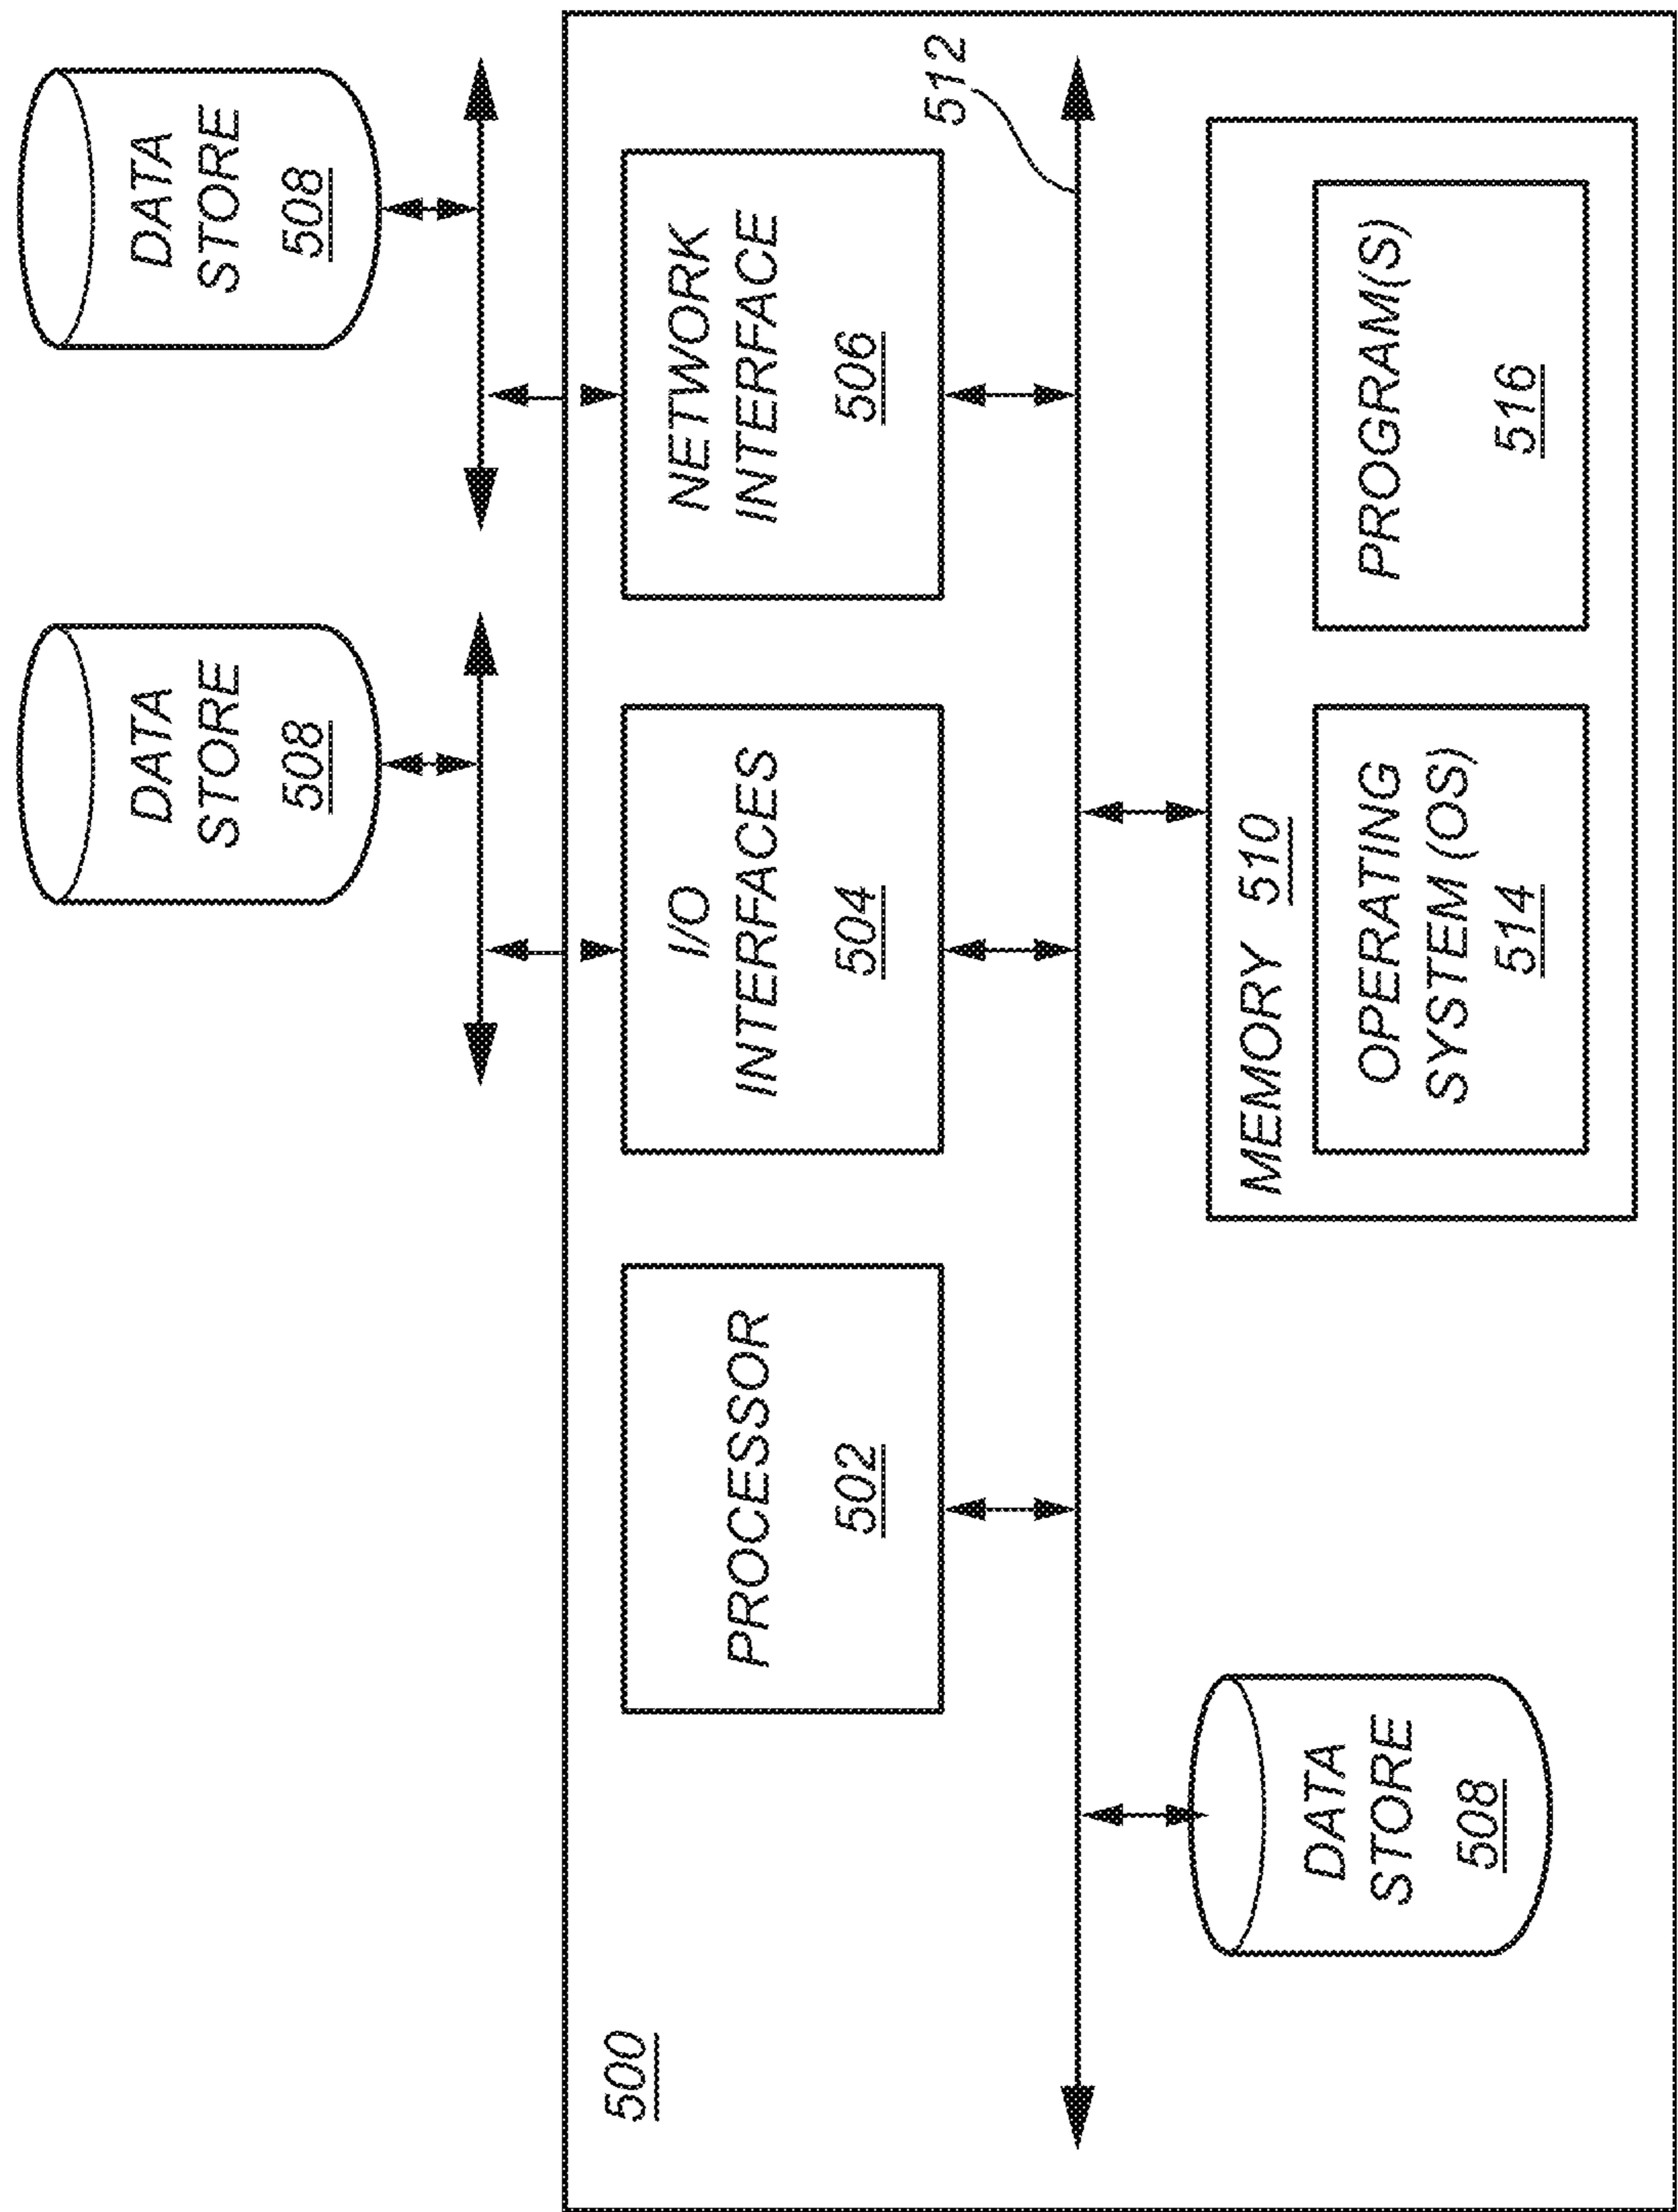 500
PROCESSOR
502
I/O
INTERFACES
504
NETWORK
INTERFACE
506
DATA
STORE
508
DATA
STORE
508
512
DATA
STORE
508
MEMORY 510
OPERATING
SYSTEM (OS)
514
PROGRAM(S)
516